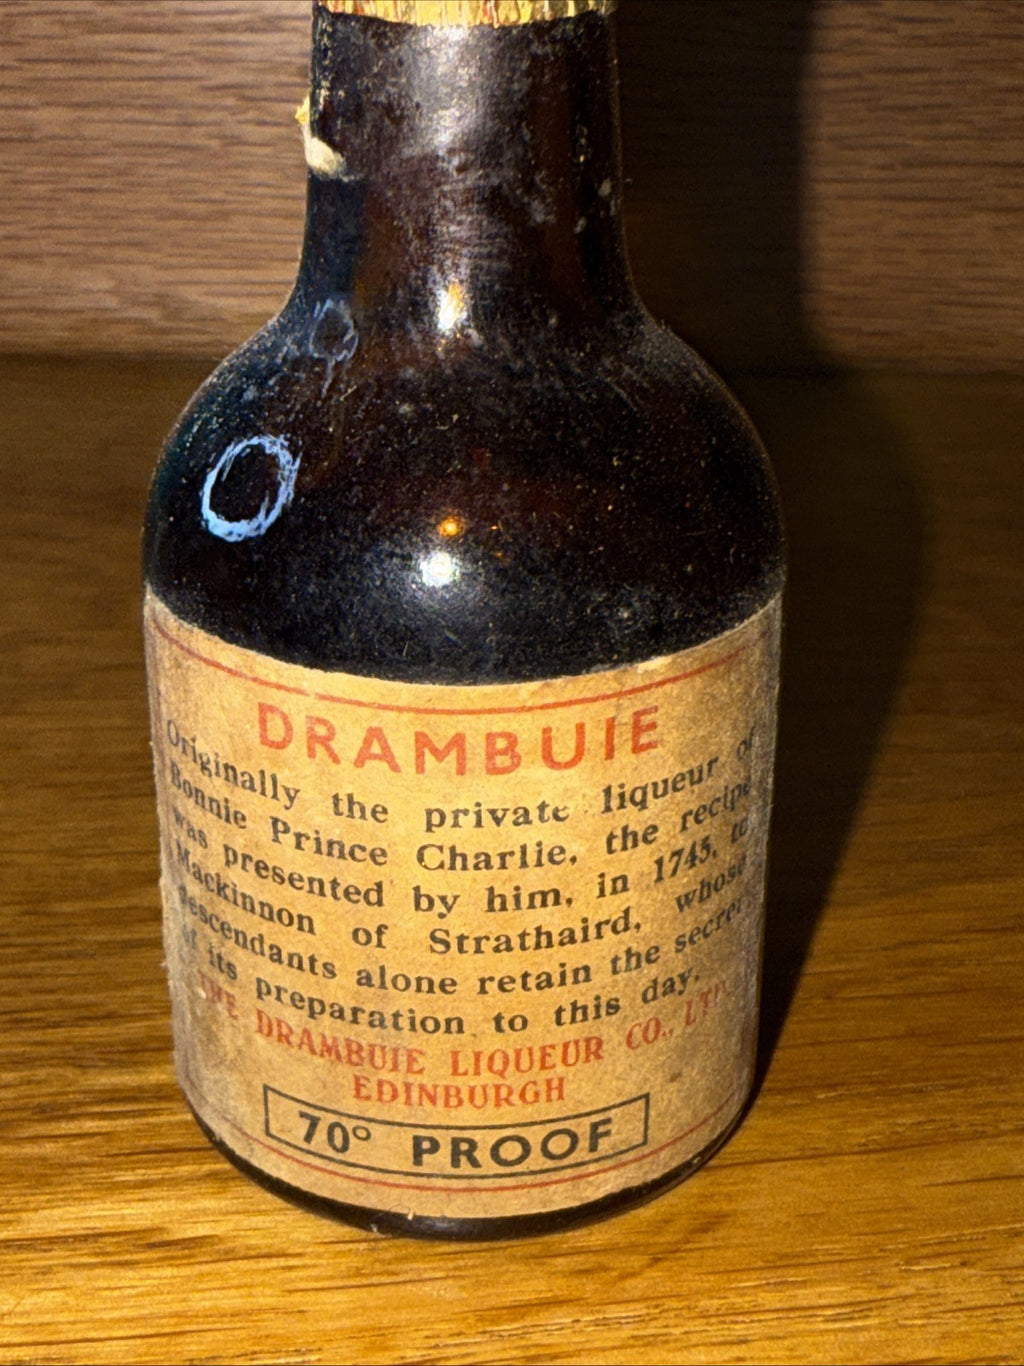 DRAMBUIE
Originally the private liqueur of
Bonnie Prince Charlie, the recipe
was presented by him, in 1745, to
Mackinnon of Strathaird, whose
descendants alone retain the secret
of its preparation to this day.
THE DRAMBUIE LIQUEUR CO., LTD.
EDINBURGH
70° PROOF